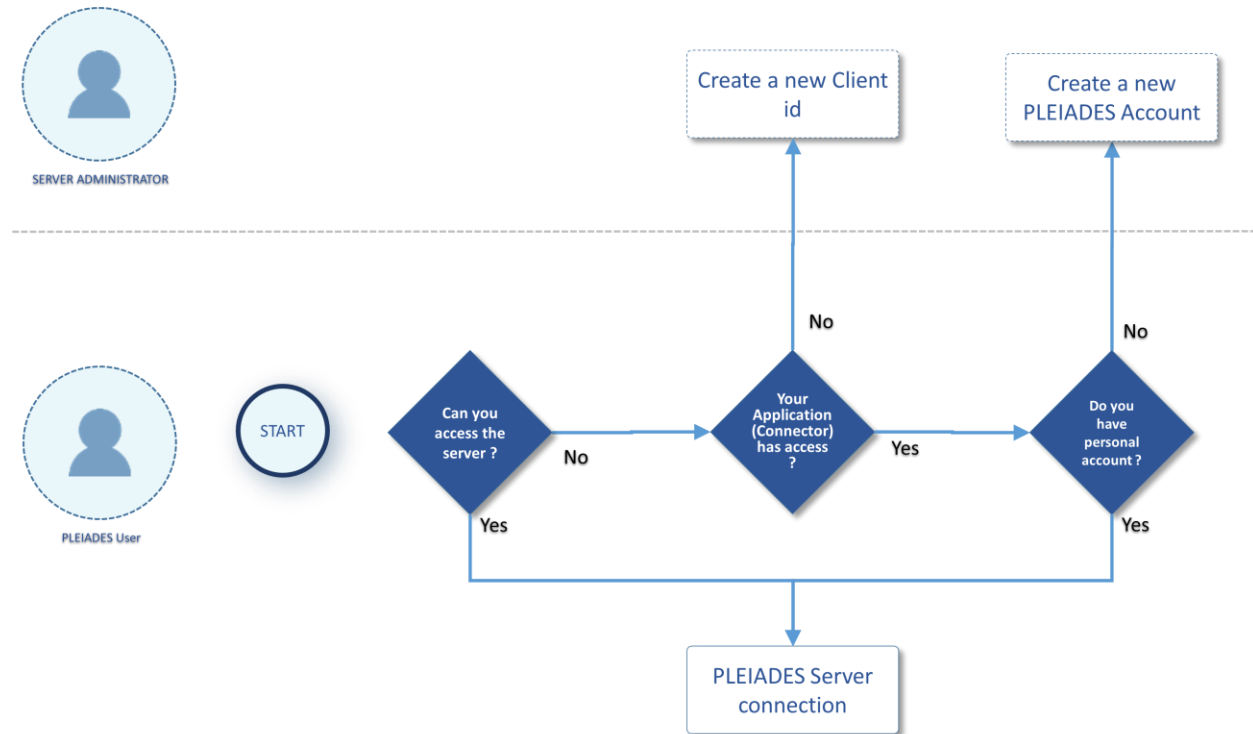 Create a new Client
id
Create a new
PLEIADES Account
SERVER ADMINISTRATOR
No
No
START
Can you
access the
server ?
No
Your
Application
(Connector)
has access
?
Yes
Do you
have
personal
account ?
PLEIADES User
Yes
Yes
PLEIADES Server
connection